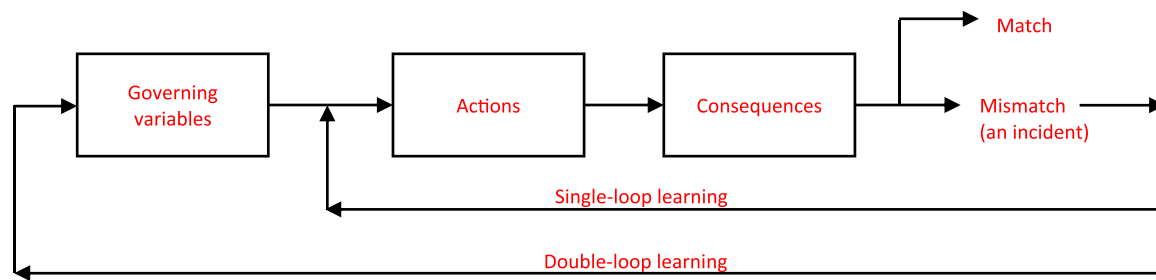 Match
Governing
variables
Actions
Consequences
Mismatch
(an incident)
Single-loop learning
Double-loop learning